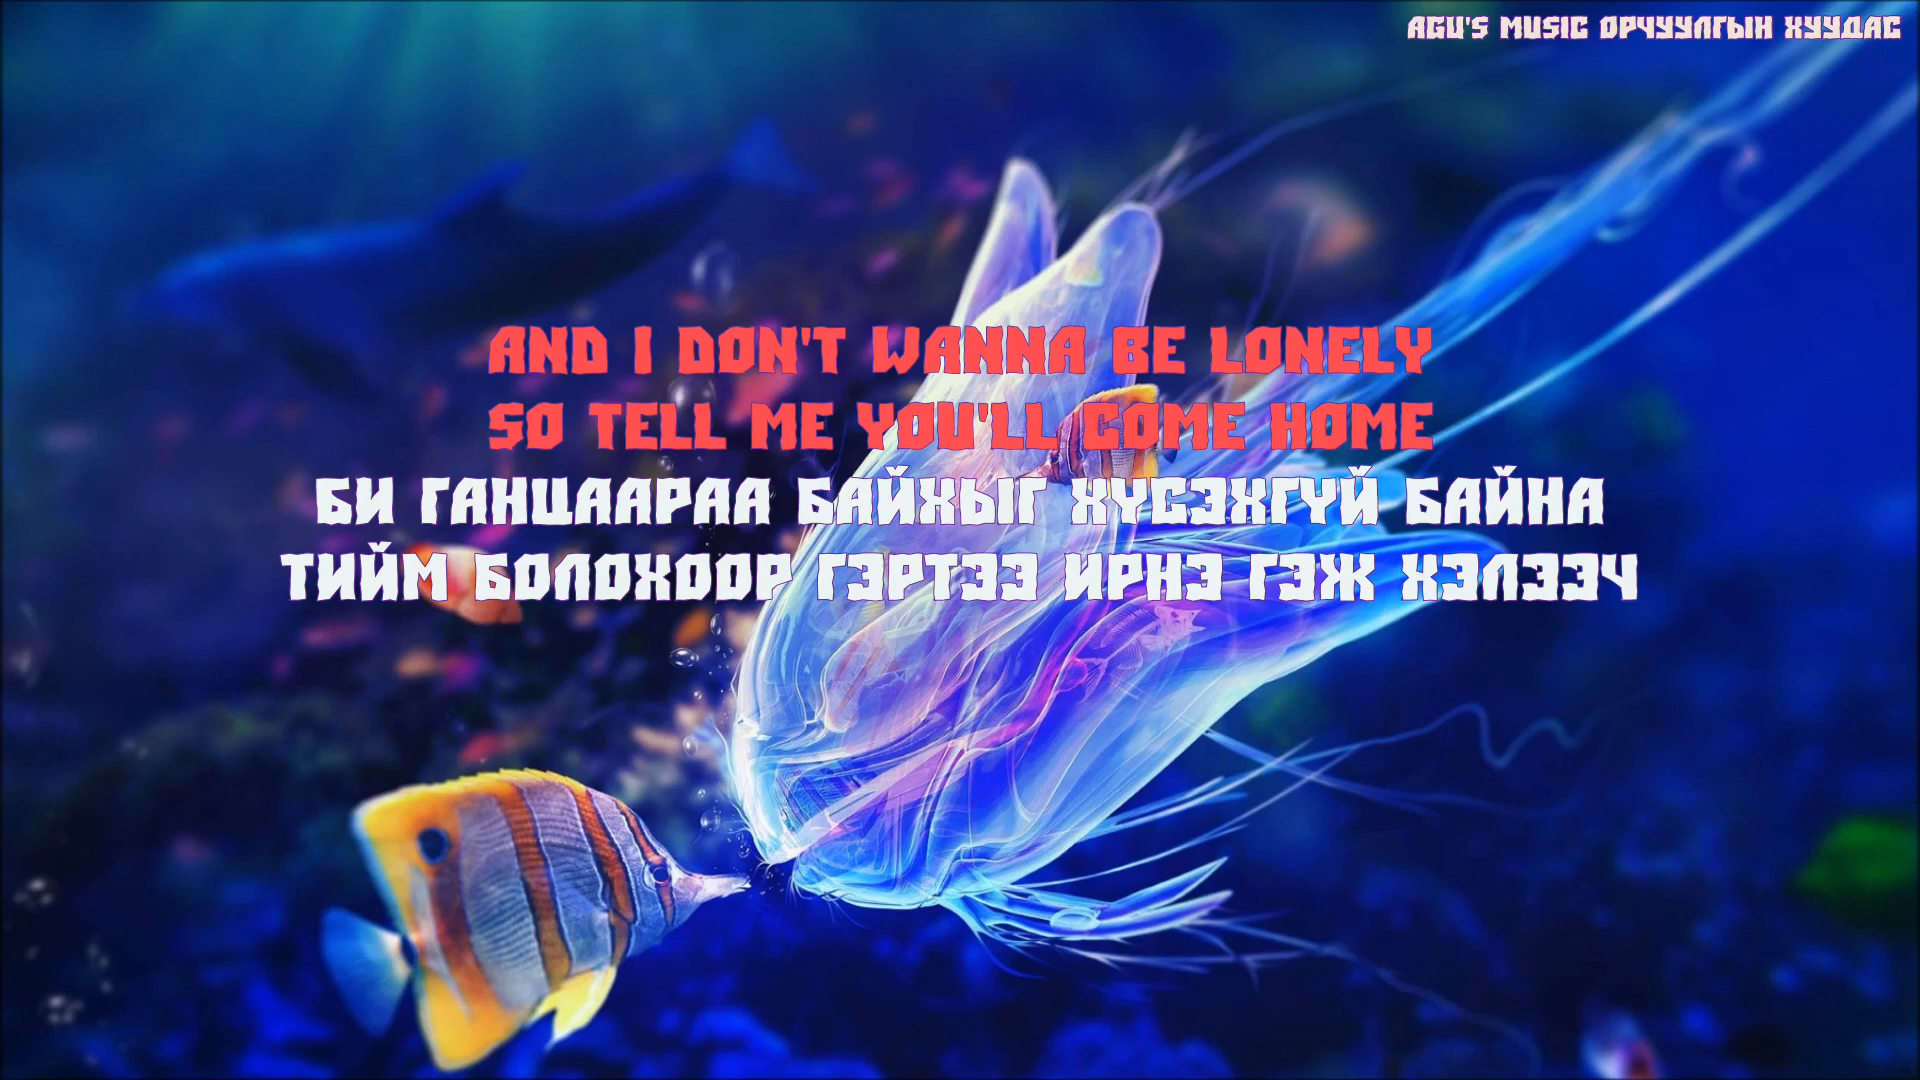 AGU'S MUSIC ОРЧУУЛГЫН ХУУДАС
AND I DON'T WANNA BE LONELY
SO TELL ME YOU'LL COME HOME
БИ ГАНЦААРАА БАЙХЫГ ХҮСЭХГҮЙ БАЙНА
ТИЙМ БОЛОХООР ГЭРТЭЭ ИРНЭ ГЭЖ ХЭЛЭЭЧ